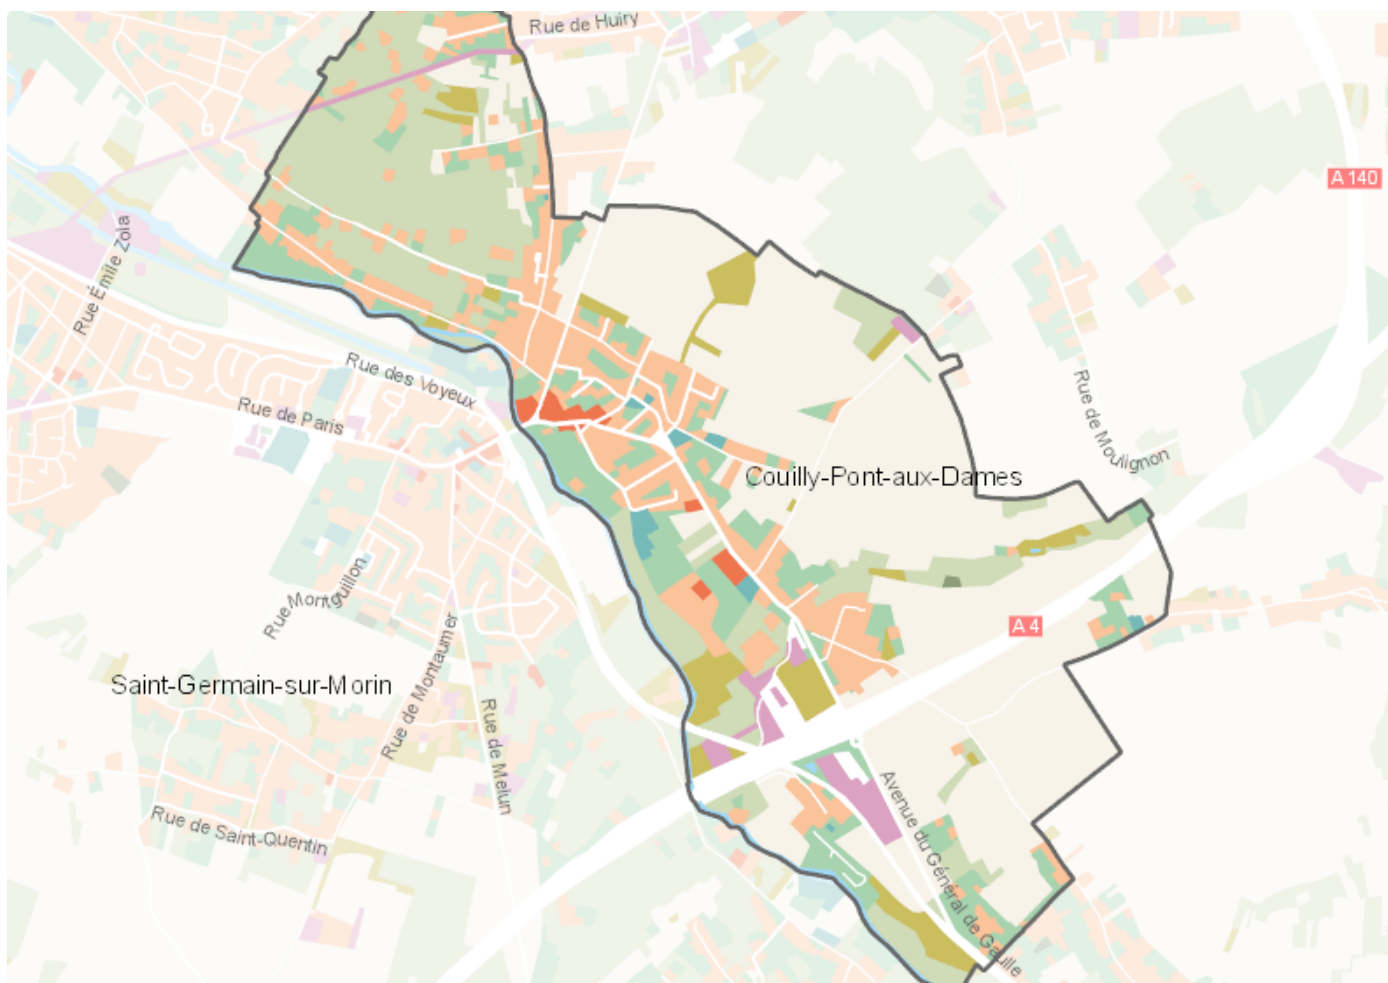 Rue de Huiry
A 140
Rue Émile Zola
Rue des Voyeux
Rue de Paris
Rue de Moulignon
Couilly-Pont-aux-Dames
Rue Montguillon
A 4
Rue de Montaumer
Saint-Germain-sur-Morin
Rue de Melun
Avenue du Général de Gaulle
Rue de Saint-Quentin